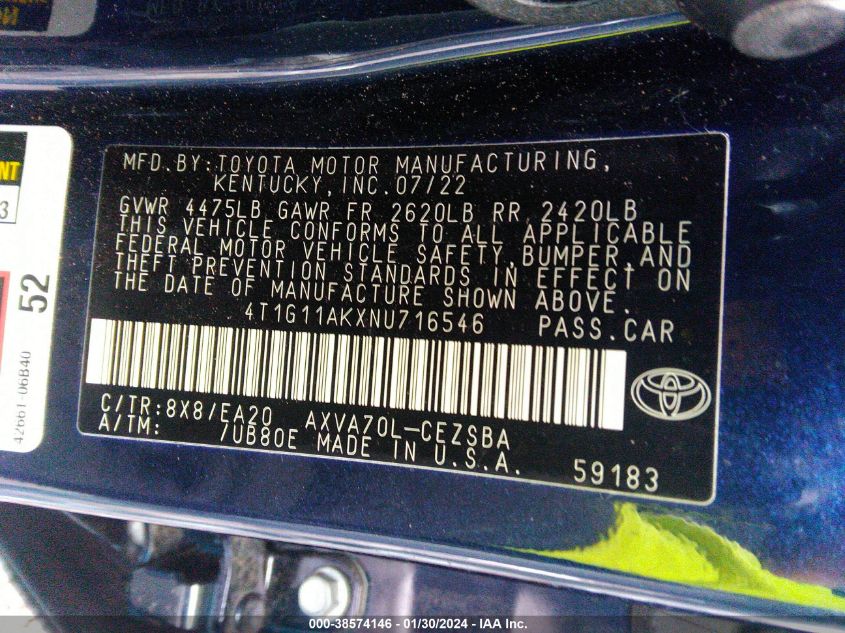 MFD. BY: TOYOTA MOTOR MANUFACTURING,
KENTUCKY, INC. 07/22
GVWR 4475LB GAWR FR 2620LB RR 2420LB
THIS VEHICLE CONFORMS TO ALL APPLICABLE
FEDERAL MOTOR VEHICLE SAFETY, BUMPER, AND
THEFT PREVENTION STANDARDS IN EFFECT ON
THE DATE OF MANUFACTURE SHOWN ABOVE.
4T1G11AKXNU716546 PASS.CAR
C/TR: 8X8/EA20 AXVA70L-CEZSBA
A/TM: 7UB80E MADE IN U.S.A. 59183
52
42661-06B40
000-38574146 - 01/30/2024 - IAA Inc.